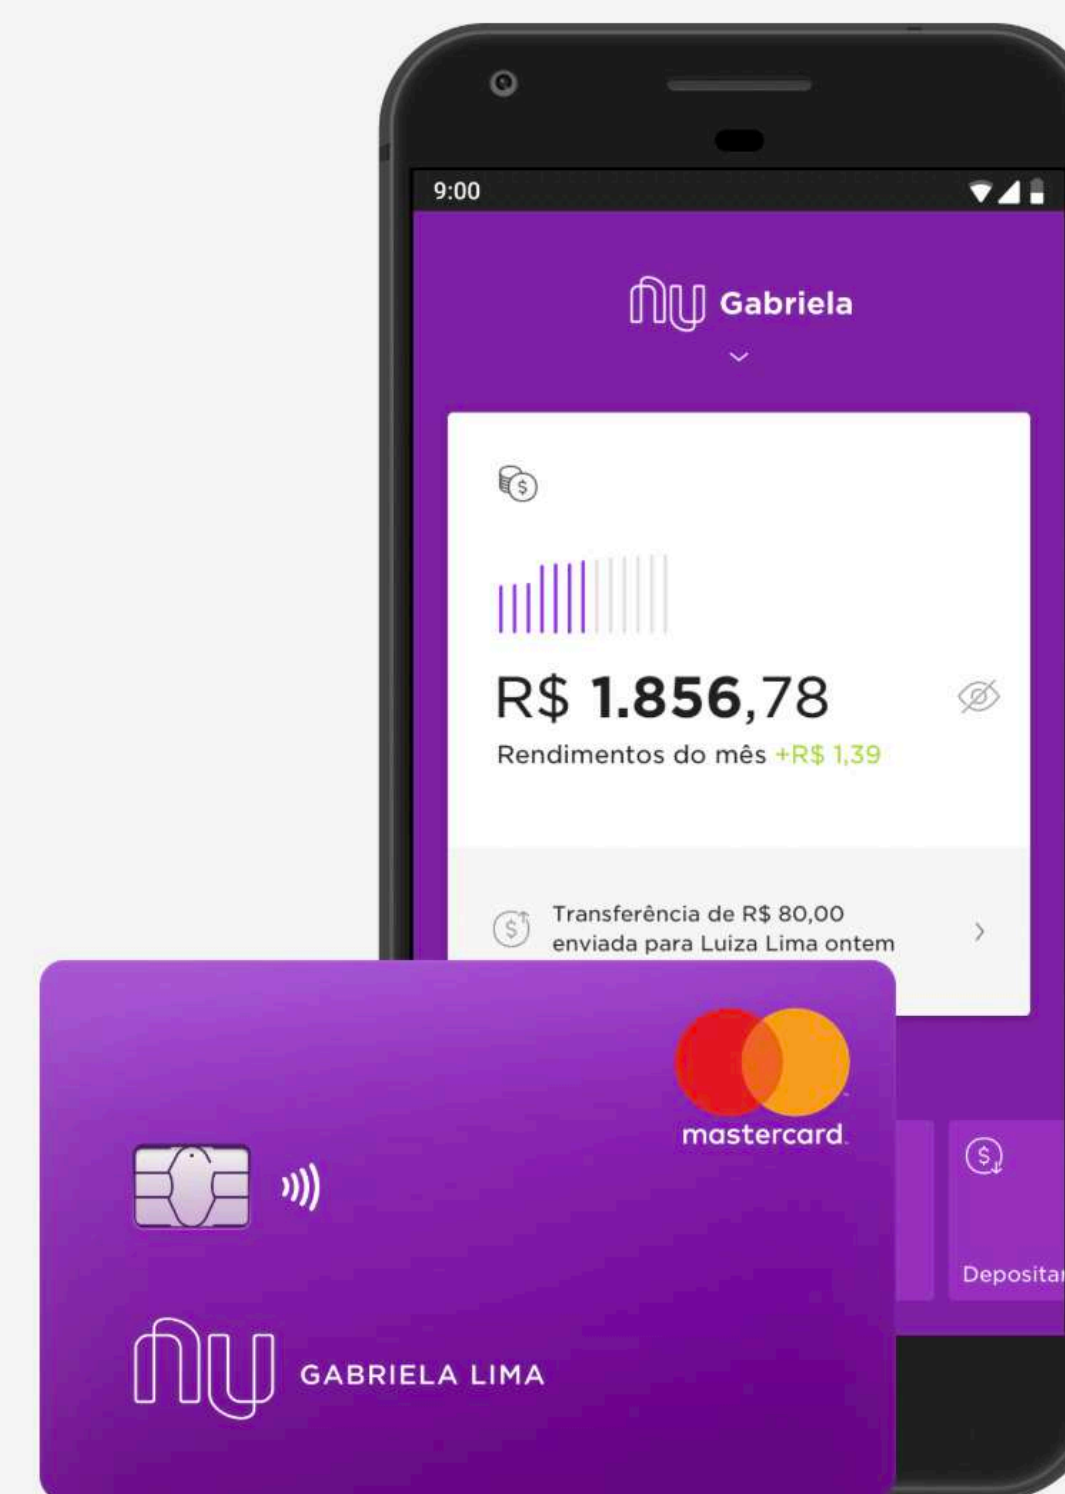 9:00
nu Gabriela
$
R$ 1.856,78
Rendimentos do mês +R$ 1,39
$
Transferência de R$ 80,00
enviada para Luiza Lima ontem
mastercard.
$
Depositar
nu GABRIELA LIMA